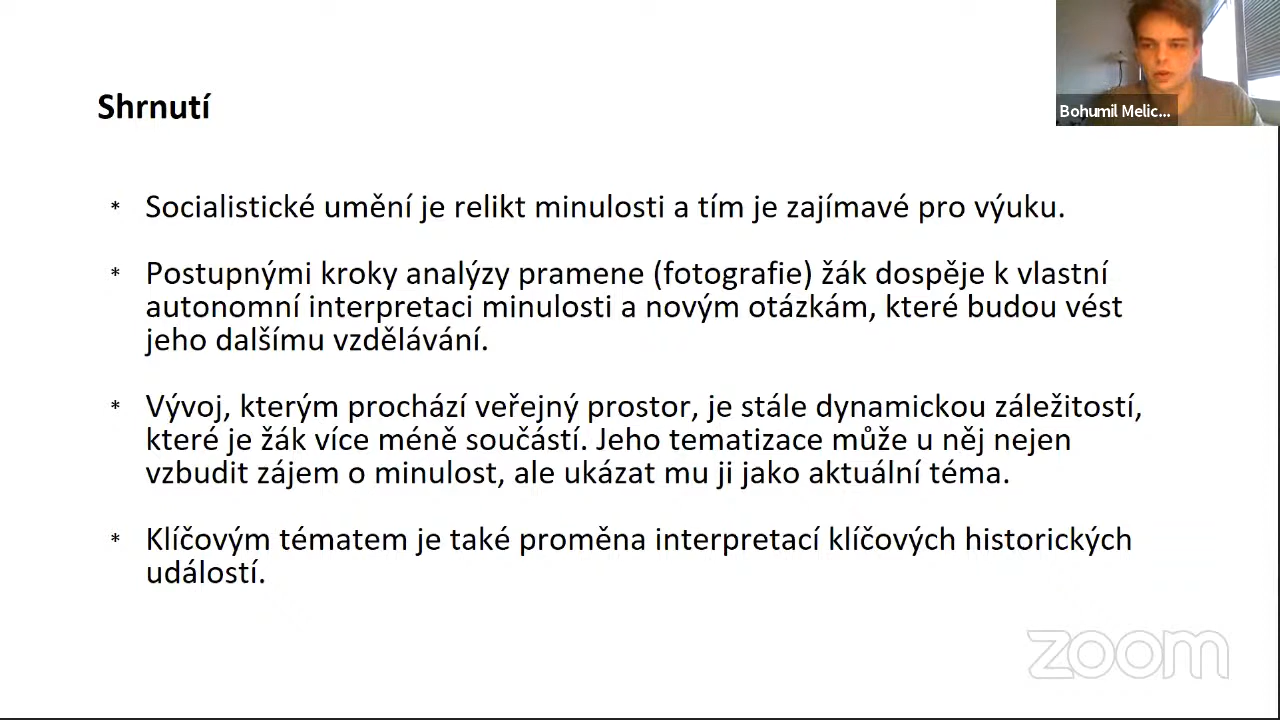 Shrnutí
Bohumil Melic...
* Socialistické umění je relikt minulosti a tím je zajímavé pro výuku.
* Postupnými kroky analýzy pramene (fotografie) žák dospěje k vlastní
autonomní interpretaci minulosti a novým otázkám, které budou vést
jeho dalšímu vzdělávání.
* Vývoj, kterým prochází veřejný prostor, je stále dynamickou záležitostí,
které je žák více méně součástí. Jeho tematizace může u něj nejen
vzbudit zájem o minulost, ale ukázat mu ji jako aktuální téma.
* Klíčovým tématem je také proměna interpretací klíčových historických
událostí.
zoom